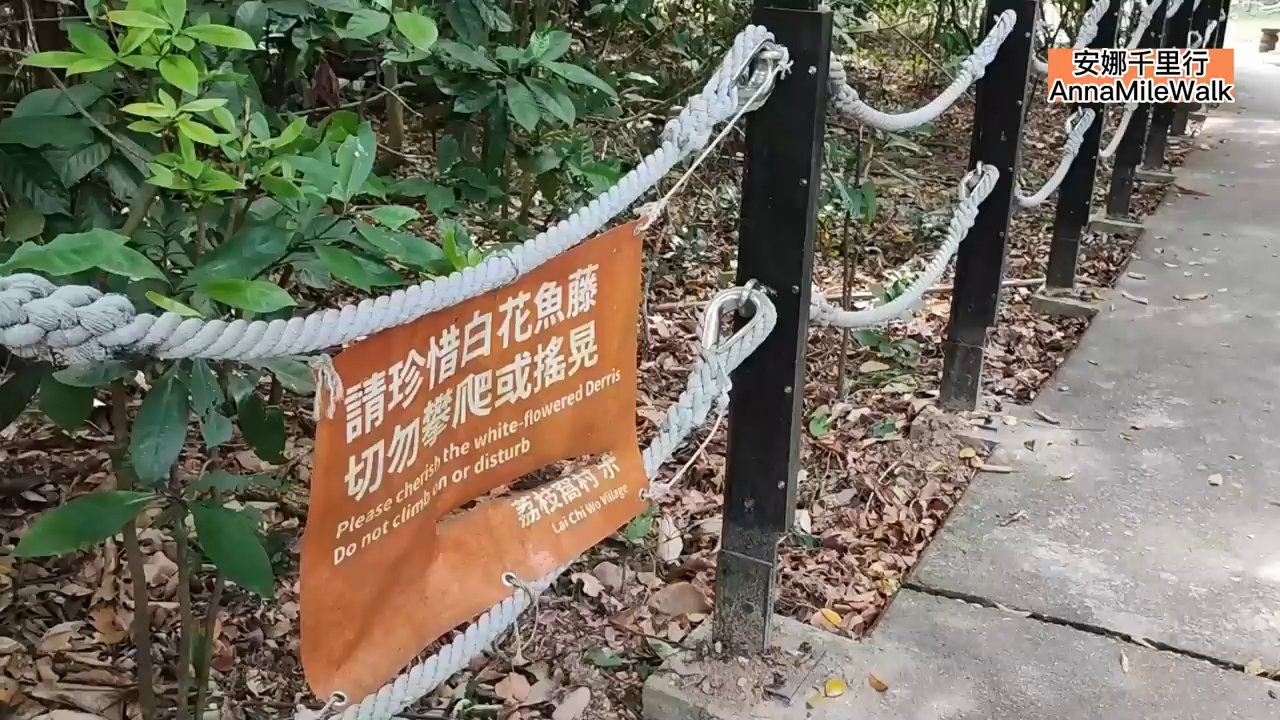 安娜千里行
AnnaMileWalk
請珍惜白花魚藤
切勿攀爬或搖晃
Please cherish the white-flowered Derris
Do not climb on or disturb
荔枝窩村 示
Lai Chi Wo Village